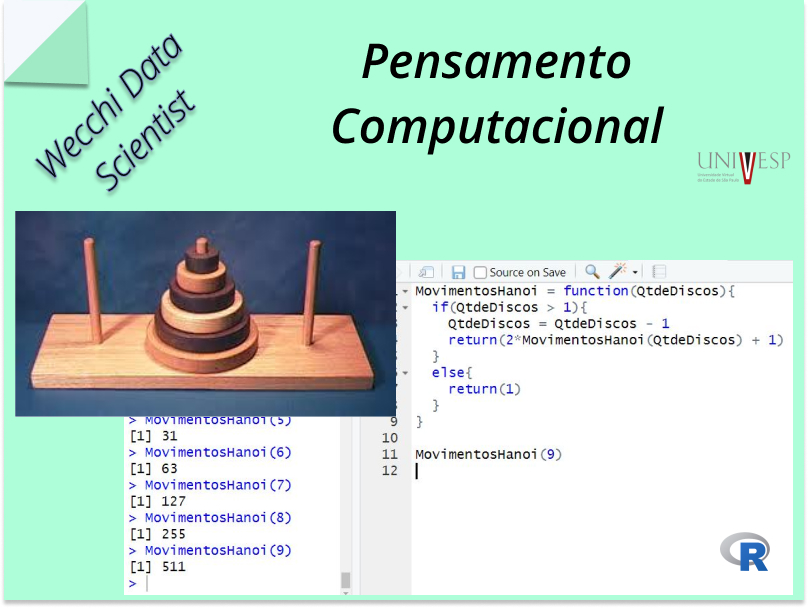 Wecchi Data
Scientist
Pensamento
Computacional
UNIVESP
Source on Save
MovimentosHanoi = function(QtdeDiscos){
if(QtdeDiscos > 1){
QtdeDiscos = QtdeDiscos - 1
return(2*MovimentosHanoi(QtdeDiscos) + 1)
}
else{
return(1)
}
9 }
10
11 MovimentosHanoi(9)
12
> MovimentosHanoi(5)
[1] 31
> MovimentosHanoi(6)
[1] 63
> MovimentosHanoi(7)
[1] 127
> MovimentosHanoi(8)
[1] 255
> MovimentosHanoi(9)
[1] 511
>
R